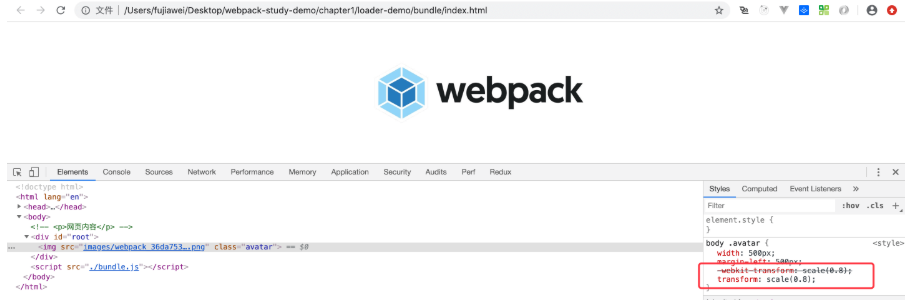 文件 | /Users/fujiawei/Desktop/webpack-study-demo/chapter1/loader-demo/bundle/index.html
webpack
Elements Console Sources Network Performance Memory Application Security Audits Perf Redux
<!doctype html>
<html lang="en">
<head>…</head>
<body>
<!-- <p>网页内容</p> -->
<div id="root">
<img src="images/webpack_36da753….png" class="avatar"> == $0
</div>
<script src="./bundle.js"></script>
</body>
</html>
Styles Computed Event Listeners »
Filter :hov .cls +
element.style {
}
body .avatar { <style>
width: 500px;
margin-left: 500px;
-webkit-transform: scale(0.8);
transform: scale(0.8);
}